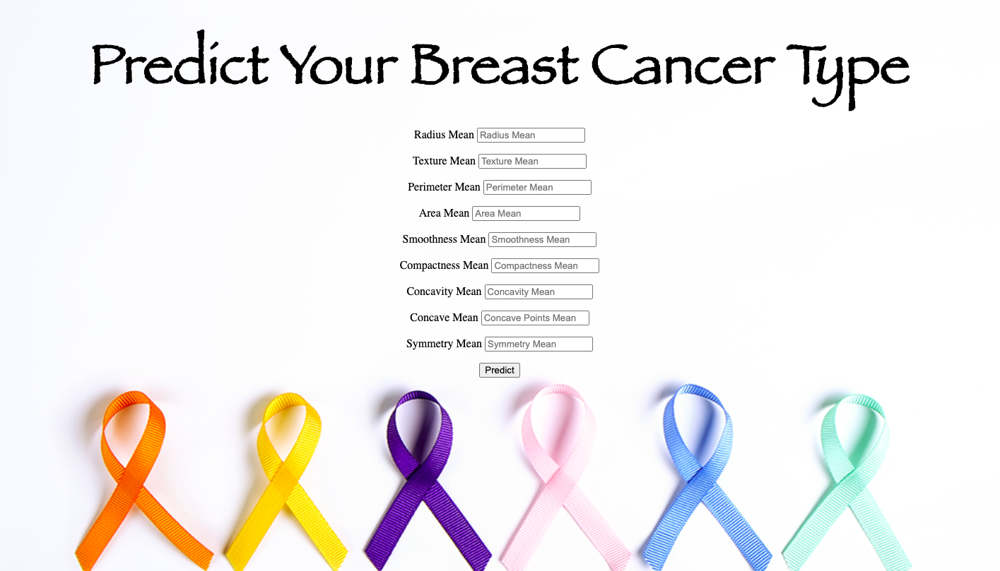 Predict Your Breast Cancer Type
Radius Mean Radius Mean
Texture Mean Texture Mean
Perimeter Mean Perimeter Mean
Area Mean Area Mean
Smoothness Mean Smoothness Mean
Compactness Mean Compactness Mean
Concavity Mean Concavity Mean
Concave Mean Concave Points Mean
Symmetry Mean Symmetry Mean
Predict